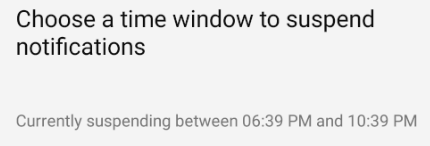 Choose a time window to suspend
notifications
Currently suspending between 06:39 PM and 10:39 PM